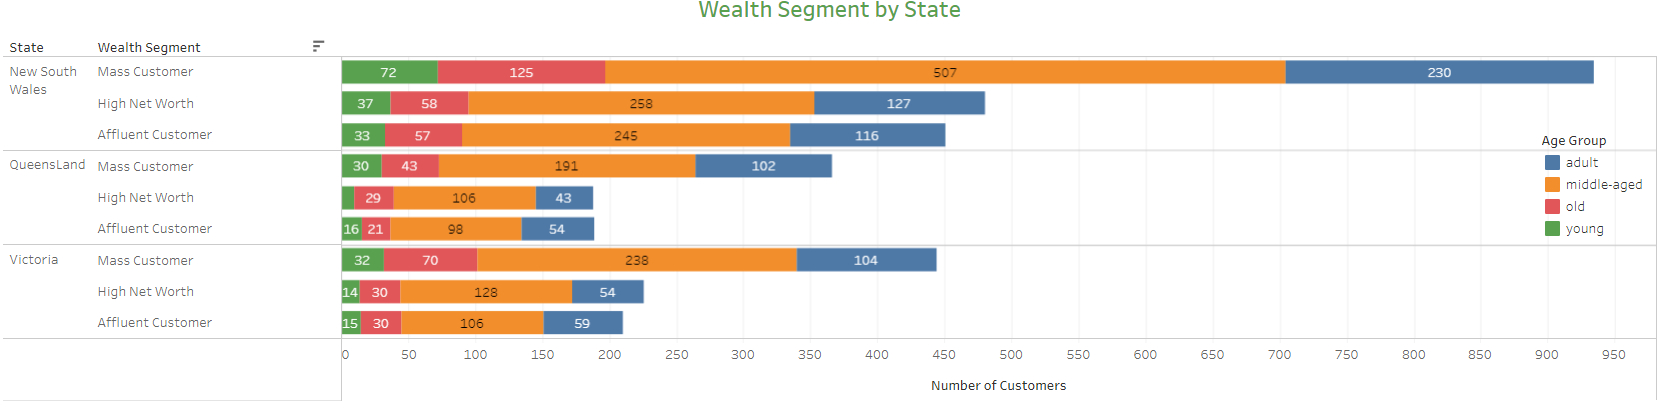 Wealth Segment by State
State Wealth Segment
New South Wales Mass Customer 72 125 507 230
High Net Worth 37 58 258 127
Affluent Customer 33 57 245 116
QueensLand Mass Customer 30 43 191 102
High Net Worth 29 106 43
Affluent Customer 16 21 98 54
Victoria Mass Customer 32 70 238 104
High Net Worth 14 30 128 54
Affluent Customer 15 30 106 59
Age Group
adult
middle-aged
old
young
0 50 100 150 200 250 300 350 400 450 500 550 600 650 700 750 800 850 900 950
Number of Customers